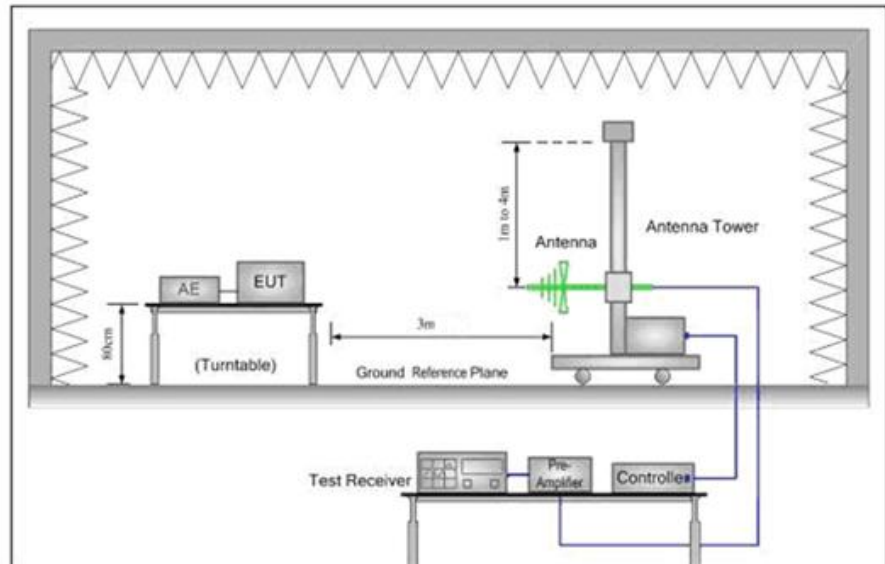 1m to 4m
Antenna
Antenna Tower
AE
EUT
80cm
3m
(Turntable)
Ground Reference Plane
Test Receiver
Pre-
Amplifier
Controller